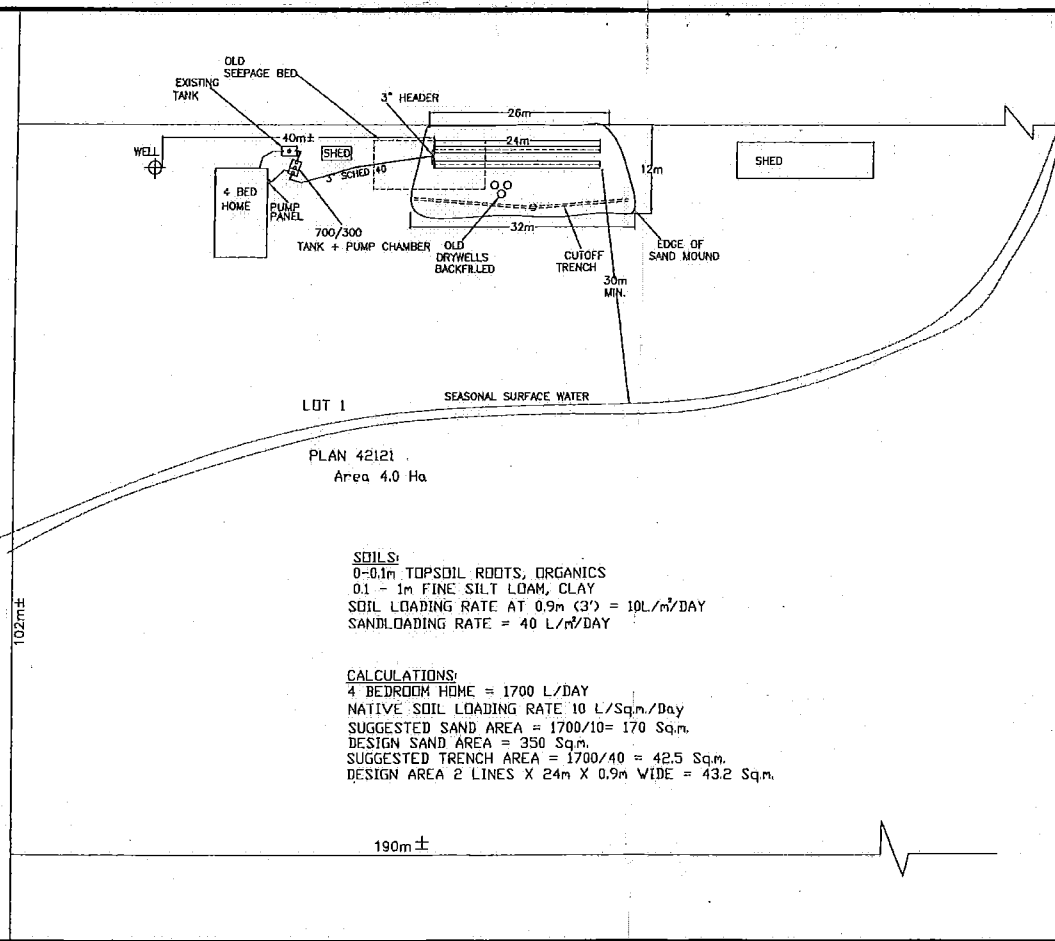 OLD
SEEPAGE BED
EXISTING
TANK
3" HEADER
26m
40m±
24m
WELL
SHED
SHED
3" SCHED 40
12m
4 BED
HOME
PUMP
PANEL
32m
700/300
TANK + PUMP CHAMBER
OLD
DRYWELLS
BACKFILLED
CUTOFF
TRENCH
EDGE OF
SAND MOUND
30m
MIN.
SEASONAL SURFACE WATER
LOT 1
PLAN 42121
Area 4.0 Ha
SOILS:
0-0.1m TOPSOIL ROOTS, ORGANICS
0.1 - 1m FINE SILT LOAM, CLAY
SOIL LOADING RATE AT 0.9m (3') = 10L/m²/DAY
SANDLOADING RATE = 40 L/m²/DAY
102m±
CALCULATIONS:
4 BEDROOM HOME = 1700 L/DAY
NATIVE SOIL LOADING RATE 10 L/Sq.m./Day
SUGGESTED SAND AREA = 1700/10= 170 Sq.m.
DESIGN SAND AREA = 350 Sq.m.
SUGGESTED TRENCH AREA = 1700/40 = 42.5 Sq.m.
DESIGN AREA 2 LINES X 24m X 0.9m WIDE = 43.2 Sq.m.
190m±